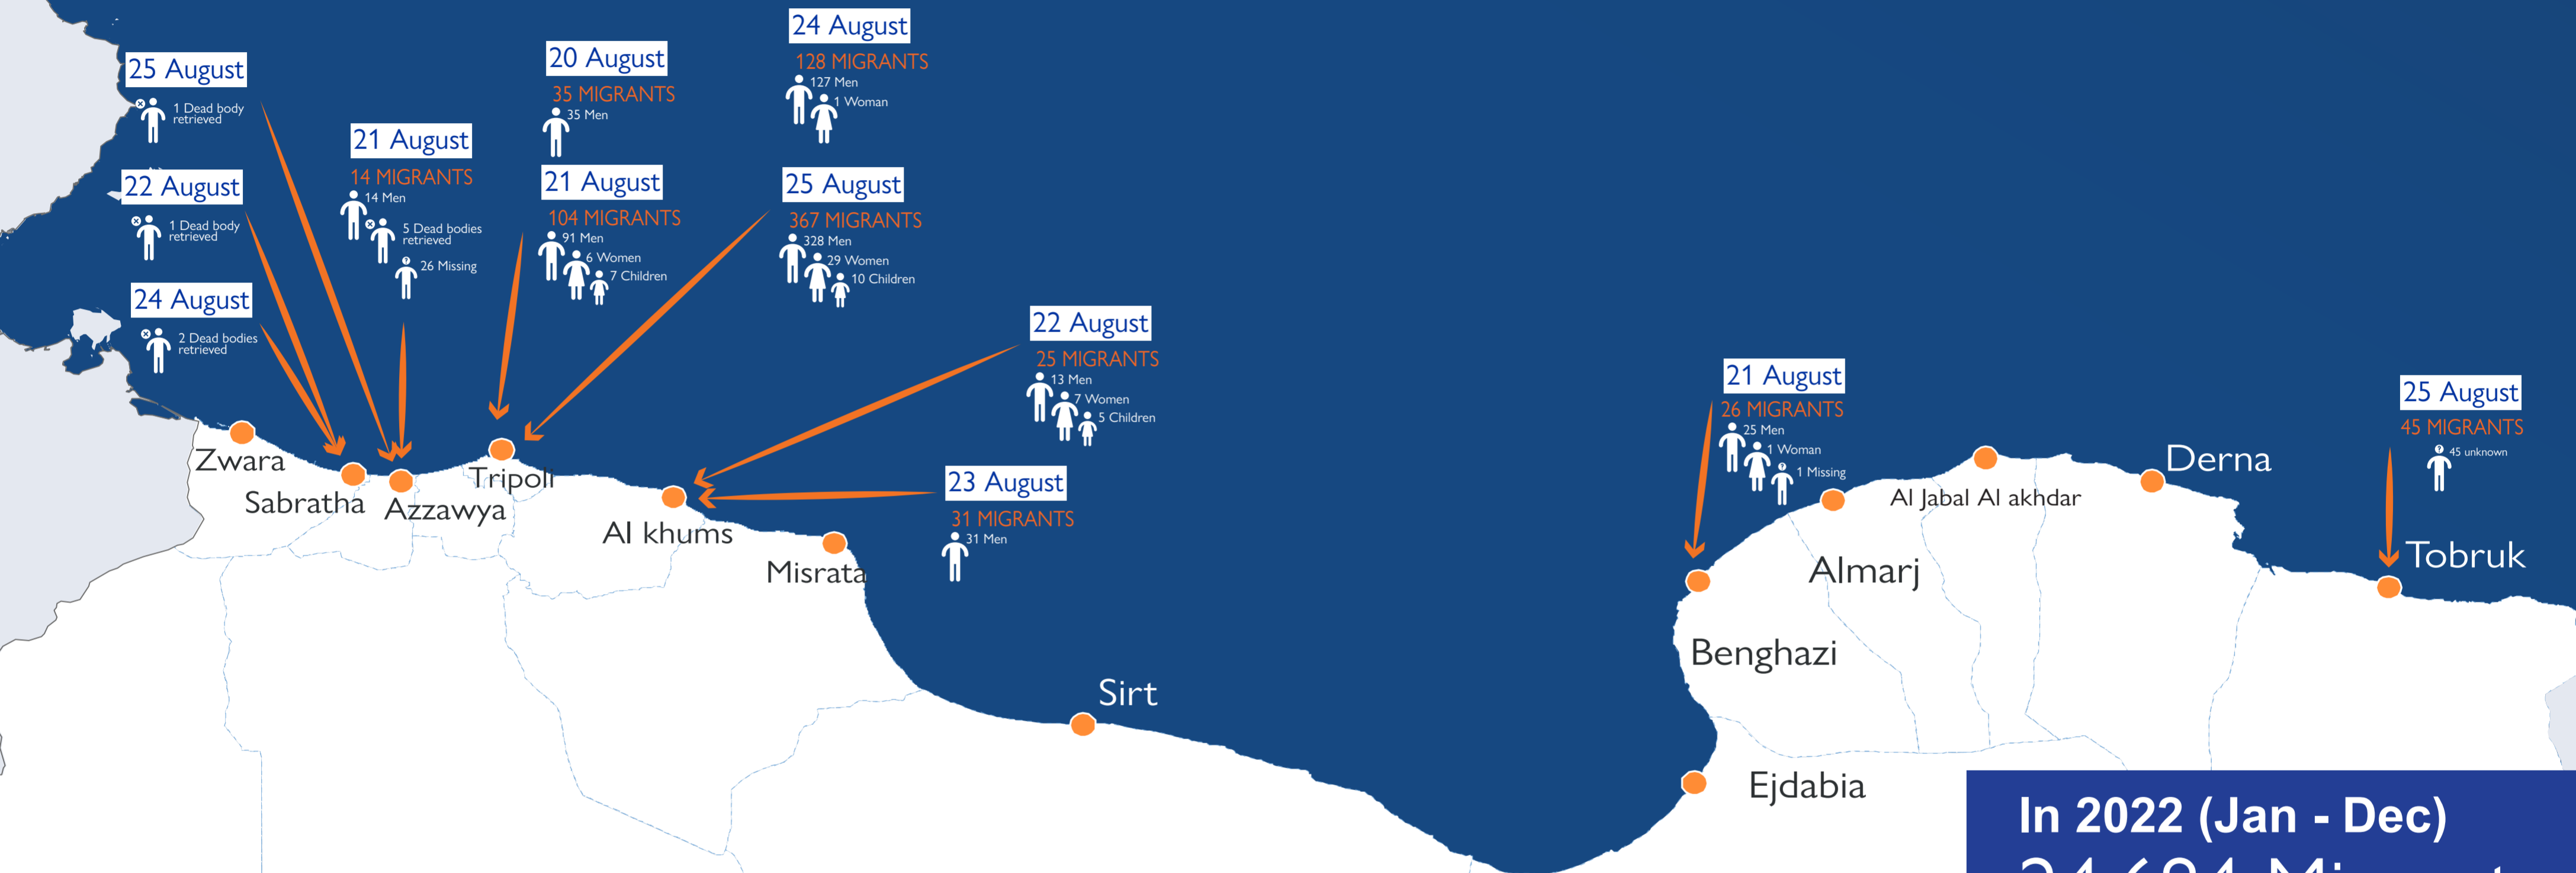 25 August
1 Dead body
retrieved
22 August
1 Dead body
retrieved
24 August
2 Dead bodies
retrieved
21 August
14 MIGRANTS
14 Men
5 Dead bodies
retrieved
26 Missing
20 August
35 MIGRANTS
35 Men
21 August
104 MIGRANTS
91 Men
6 Women
7 Children
24 August
128 MIGRANTS
127 Men
1 Woman
25 August
367 MIGRANTS
328 Men
29 Women
10 Children
22 August
25 MIGRANTS
13 Men
7 Women
5 Children
23 August
31 MIGRANTS
31 Men
21 August
26 MIGRANTS
25 Men
1 Woman
1 Missing
25 August
45 MIGRANTS
45 unknown
Zwara
Sabratha
Azzawya
Tripoli
Al khums
Misrata
Sirt
Benghazi
Ejdabia
Almarj
Al Jabal Al akhdar
Derna
Tobruk
In 2022 (Jan - Dec)